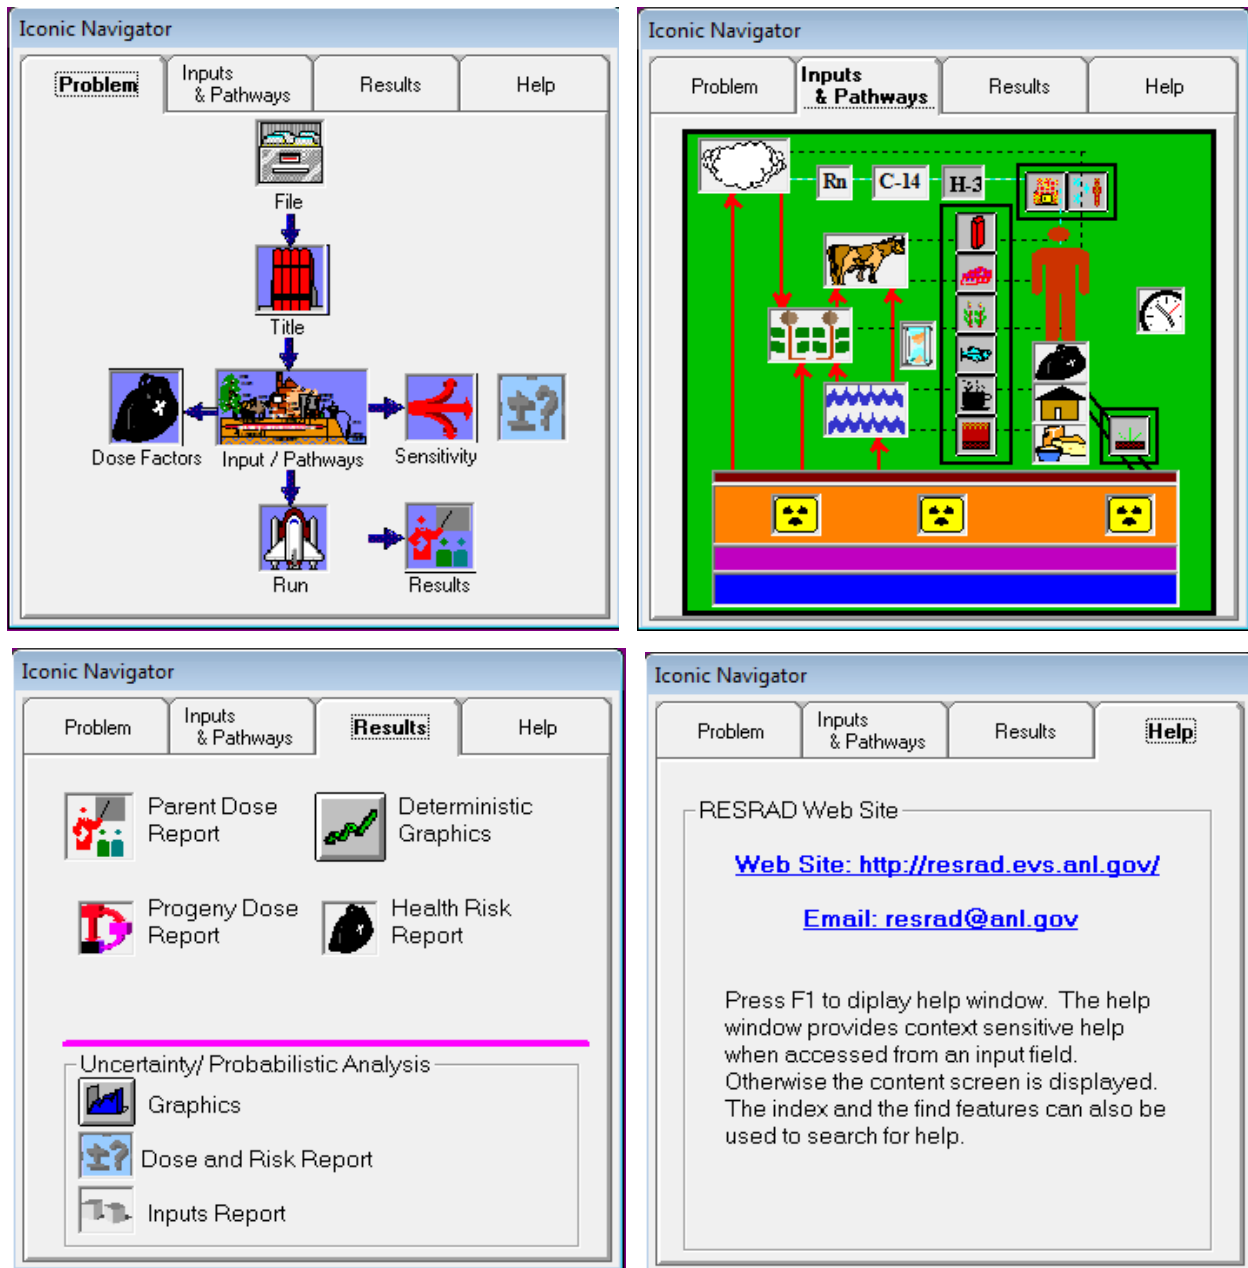 Iconic Navigator
Problem
Inputs
& Pathways
Results
Help
File
Title
Dose Factors
Input / Pathways
Sensitivity
Run
Results
Iconic Navigator
Problem
Inputs
& Pathways
Results
Help
Rn
C-14
H-3
Iconic Navigator
Problem
Inputs
& Pathways
Results
Help
Parent Dose
Report
Deterministic
Graphics
Progeny Dose
Report
Health Risk
Report
Uncertainty/ Probabilistic Analysis
Graphics
Dose and Risk Report
Inputs Report
Iconic Navigator
Problem
Inputs
& Pathways
Results
Help
RESRAD Web Site
Web Site: http://resrad.evs.anl.gov/
Email: resrad@anl.gov
Press F1 to diplay help window. The help
window provides context sensitive help
when accessed from an input field.
Otherwise the content screen is displayed.
The index and the find features can also be
used to search for help.